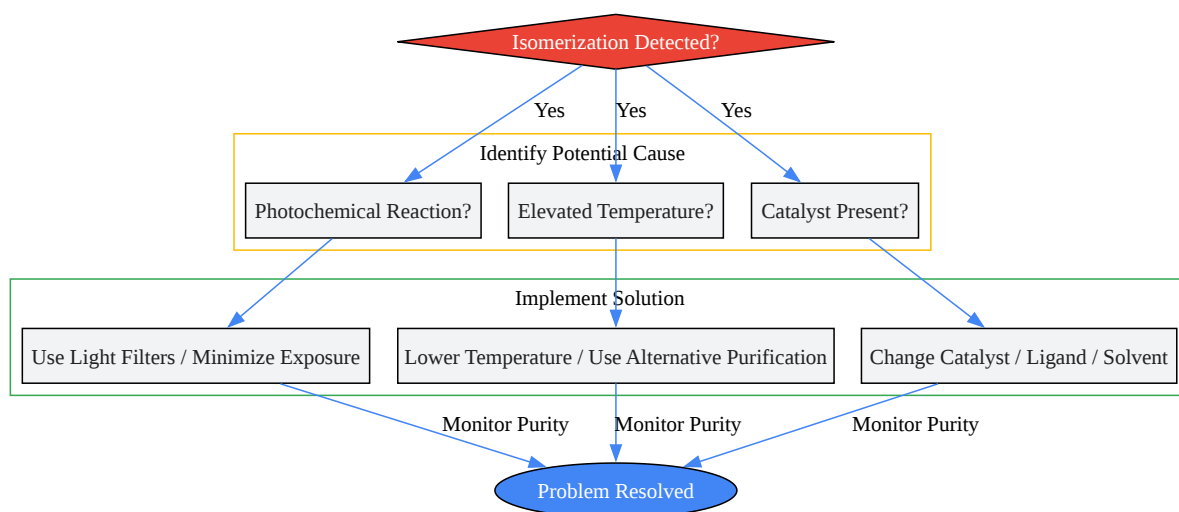 Isomerization Detected?
Yes
Yes
Yes
Identify Potential Cause
Photochemical Reaction?
Elevated Temperature?
Catalyst Present?
Implement Solution
Use Light Filters / Minimize Exposure
Lower Temperature / Use Alternative Purification
Change Catalyst / Ligand / Solvent
Monitor Purity
Monitor Purity
Monitor Purity
Problem Resolved